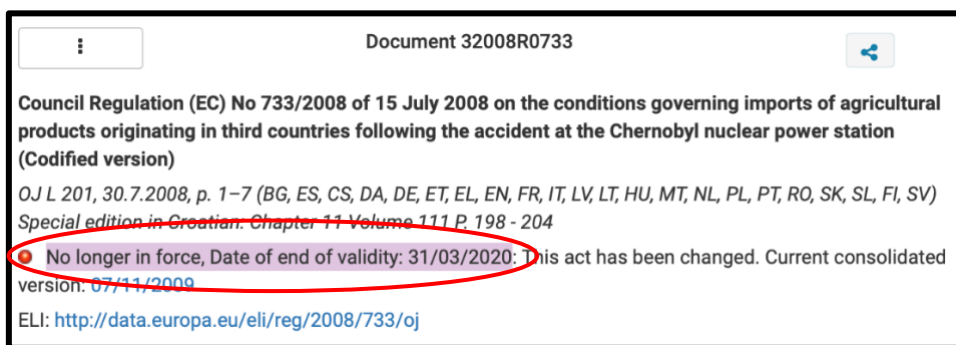 Document 32008R0733
Council Regulation (EC) No 733/2008 of 15 July 2008 on the conditions governing imports of agricultural
products originating in third countries following the accident at the Chernobyl nuclear power station
(Codified version)
OJ L 201, 30.7.2008, p. 1–7 (BG, ES, CS, DA, DE, ET, EL, EN, FR, IT, LV, LT, HU, MT, NL, PL, PT, RO, SK, SL, FI, SV)
Special edition in Croatian: Chapter 11 Volume 111 P. 198 - 204
No longer in force, Date of end of validity: 31/03/2020: This act has been changed. Current consolidated
version: 07/11/2009
ELI: http://data.europa.eu/eli/reg/2008/733/oj